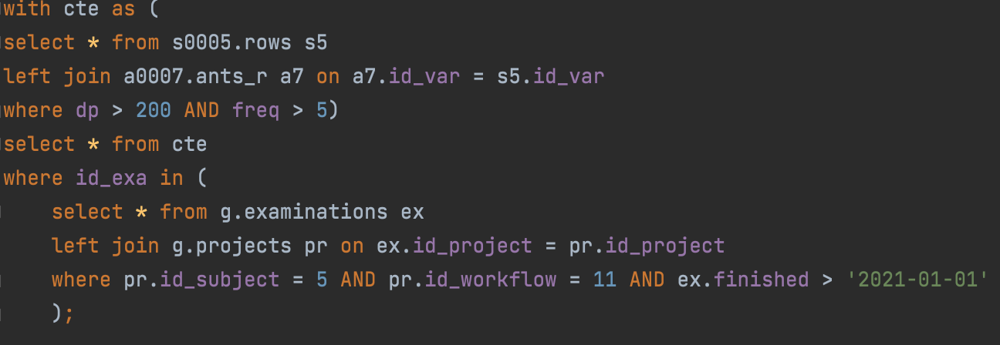 with cte as (
select * from s0005.rows s5
left join a0007.ants_r a7 on a7.id_var = s5.id_var
where dp > 200 AND freq > 5)
select * from cte
where id_exa in (
    select * from g.examinations ex
    left join g.projects pr on ex.id_project = pr.id_project
    where pr.id_subject = 5 AND pr.id_workflow = 11 AND ex.finished > '2021-01-01'
    );